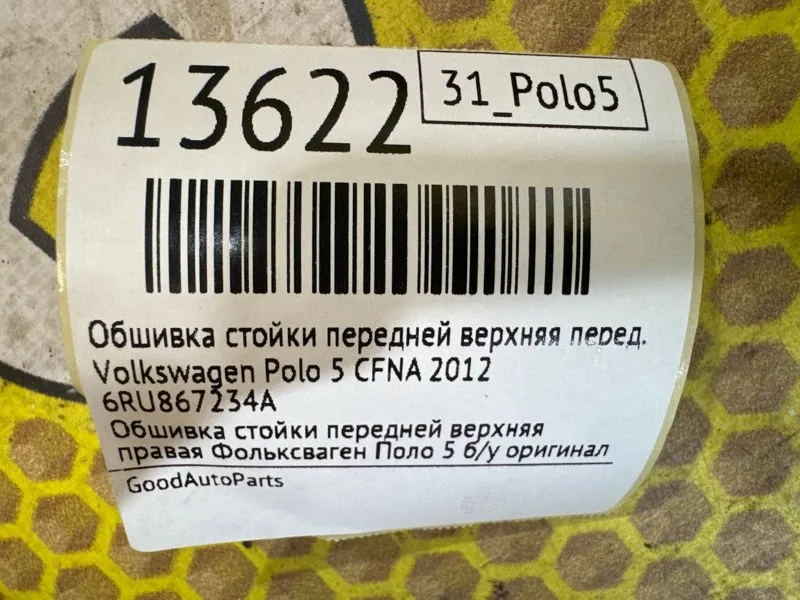 13622
31_Polo5
Обшивка стойки передней верхняя перед.
Volkswagen Polo 5 CFNA 2012
6RU867234A
Обшивка стойки передней верхняя
правая Фольксваген Поло 5 б/у оригинал
GoodAutoParts